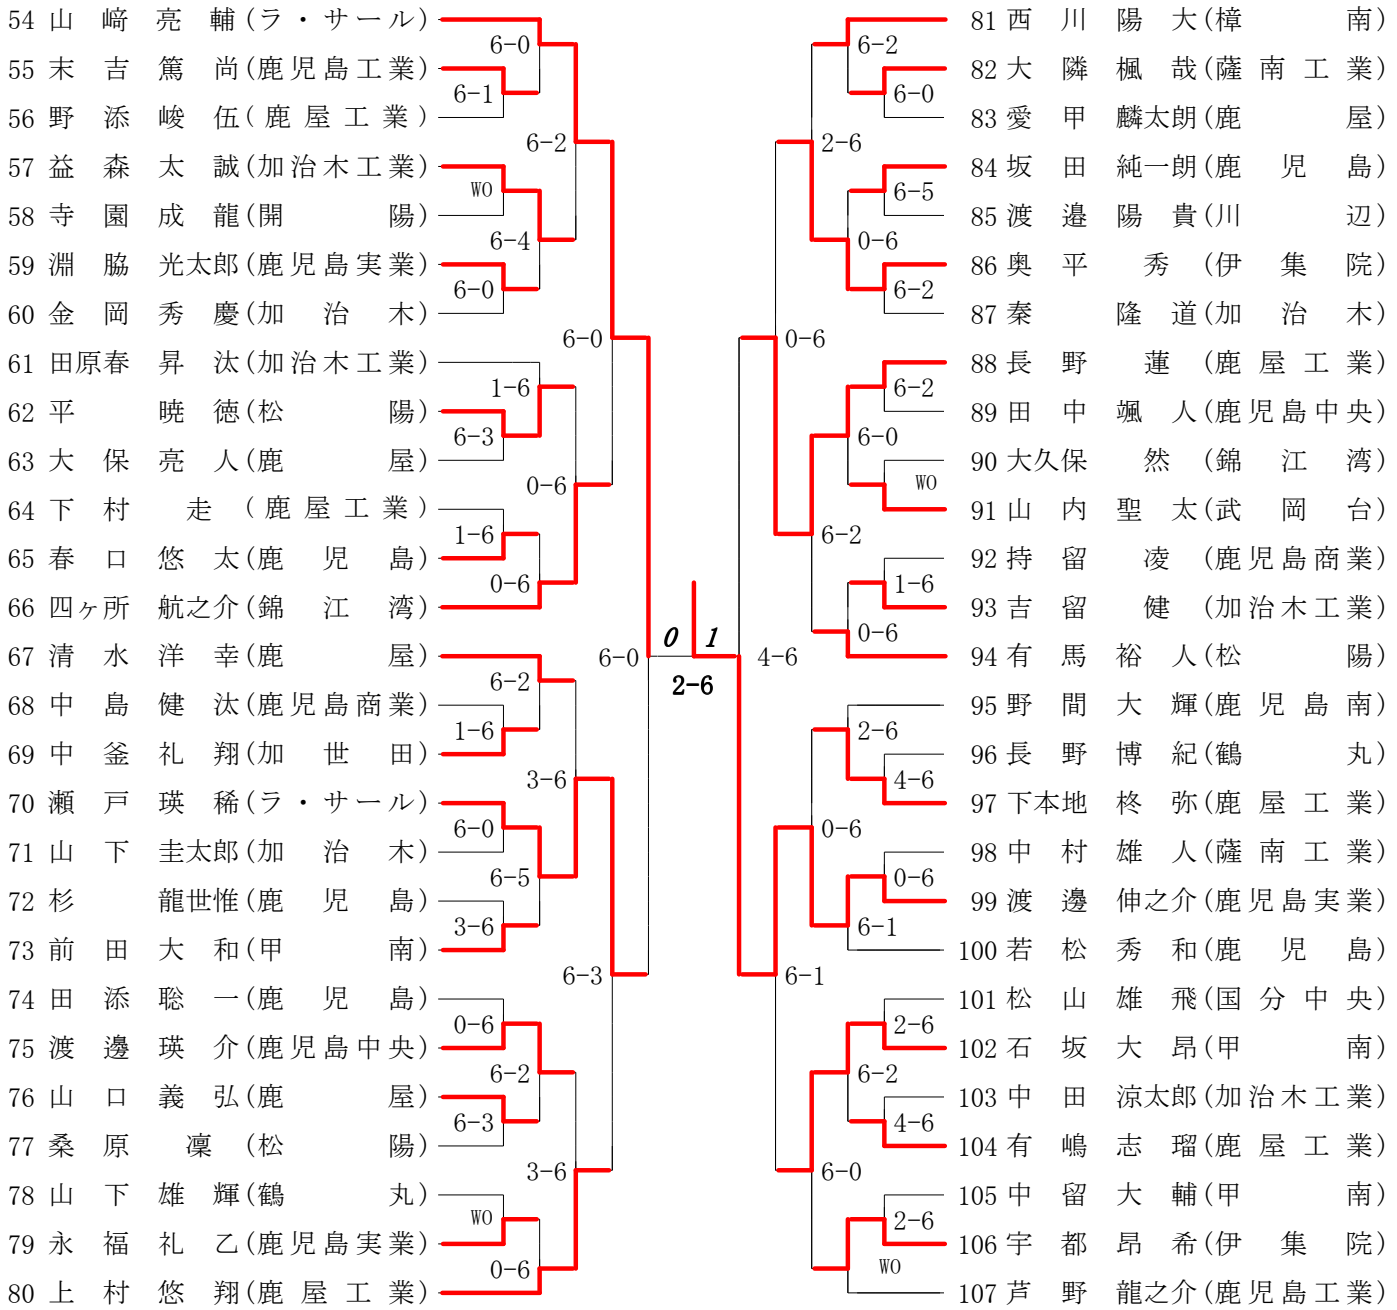 54 山﨑亮輔(ラ・サール)
6-0
55 末吉篤尚(鹿児島工業)
6-1
56 野添峻伍(鹿屋工業)
6-2
57 益森太誠(加治木工業)
WO
58 寺園成龍(開陽)
6-4
59 淵脇光太郎(鹿児島実業)
6-0
60 金岡秀慶(加治木)
6-0
61 田原春昇汰(加治木工業)
1-6
62 平暁徳(松陽)
6-3
63 大保亮人(鹿屋)
0-6
64 下村走(鹿屋工業)
1-6
65 春口悠太(鹿児島)
0-6
66 四ヶ所航之介(錦江湾)
6-0
67 清水洋幸(鹿屋)
6-2
68 中島健汰(鹿児島商業)
1-6
69 中釜礼翔(加世田)
3-6
70 瀬戸瑛稀(ラ・サール)
6-0
71 山下圭太郎(加治木)
6-5
72 杉龍世惟(鹿児島)
3-6
73 前田大和(甲南)
6-3
74 田添聡一(鹿児島)
0-6
75 渡邊瑛介(鹿児島中央)
6-2
76 山口義弘(鹿屋)
6-3
77 桑原凜(松陽)
3-6
78 山下雄輝(鶴丸)
WO
79 永福礼乙(鹿児島実業)
0-6
80 上村悠翔(鹿屋工業)
0 1
2-6
81 西川陽大(樟南)
6-2
82 大隣楓哉(薩南工業)
6-0
83 愛甲麟太朗(鹿屋)
2-6
84 坂田純一朗(鹿児島)
6-5
85 渡邉陽貴(川辺)
0-6
86 奥平秀(伊集院)
6-2
87 秦隆道(加治木)
0-6
88 長野蓮(鹿屋工業)
6-2
89 田中颯人(鹿児島中央)
6-0
90 大久保然(錦江湾)
WO
91 山内聖太(武岡台)
6-2
92 持留凌(鹿児島商業)
1-6
93 吉留健(加治木工業)
0-6
94 有馬裕人(松陽)
4-6
95 野間大輝(鹿児島南)
2-6
96 長野博紀(鶴丸)
4-6
97 下本地柊弥(鹿屋工業)
0-6
98 中村雄人(薩南工業)
0-6
99 渡邊伸之介(鹿児島実業)
6-1
100 若松秀和(鹿児島)
6-1
101 松山雄飛(国分中央)
2-6
102 石坂大昂(甲南)
6-2
103 中田涼太郎(加治木工業)
4-6
104 有嶋志瑠(鹿屋工業)
6-0
105 中留大輔(甲南)
2-6
106 宇都昂希(伊集院)
WO
107 芦野龍之介(鹿児島工業)